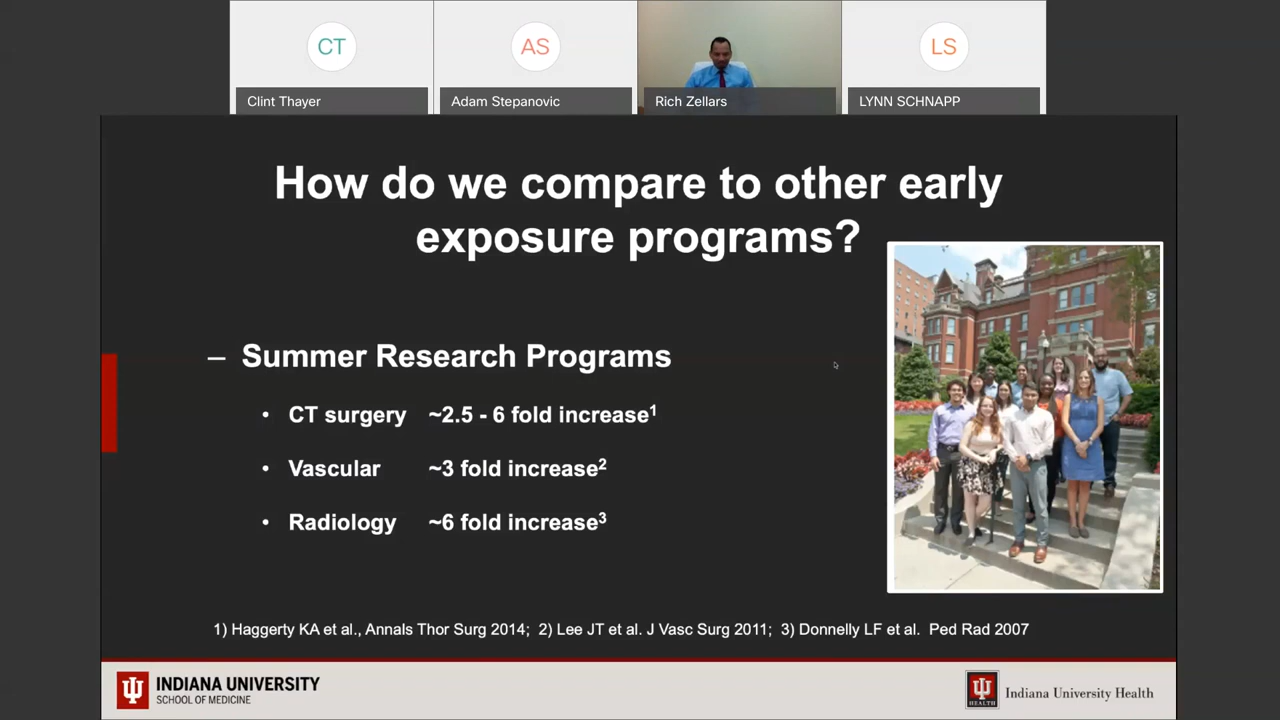 CT
AS
LS
Clint Thayer
Adam Stepanovic
Rich Zellars
LYNN SCHNAPP
How do we compare to other early
exposure programs?
– Summer Research Programs
• CT surgery ~2.5 - 6 fold increase1
• Vascular ~3 fold increase2
• Radiology ~6 fold increase3
1) Haggerty KA et al., Annals Thor Surg 2014; 2) Lee JT et al. J Vasc Surg 2011; 3) Donnelly LF et al. Ped Rad 2007
INDIANA UNIVERSITY
SCHOOL OF MEDICINE
HEALTH
Indiana University Health